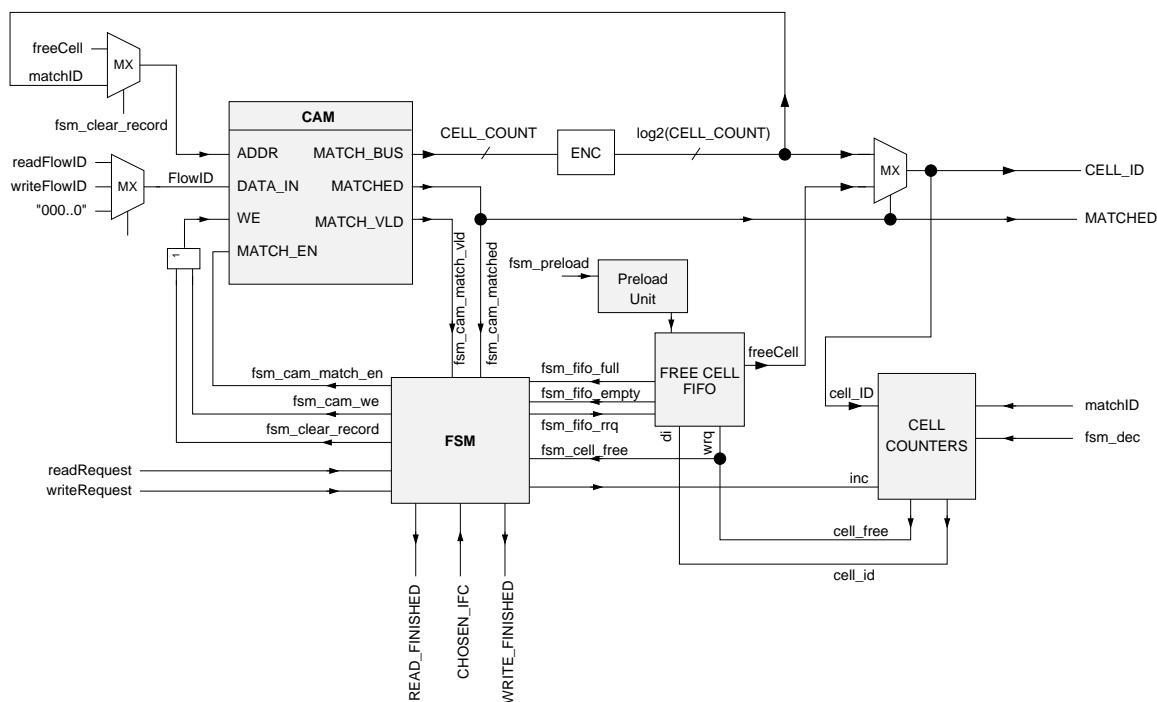 freeCell
matchID
MX
fsm_clear_record
CAM
ADDR
MATCH_BUS
CELL_COUNT
ENC
log2(CELL_COUNT)
readFlowID
writeFlowID
"000..0"
MX
FlowID
DATA_IN
MATCHED
WE
MATCH_VLD
MATCH_EN
1
MX
CELL_ID
MATCHED
fsm_cam_match_vld
fsm_cam_matched
fsm_preload
Preload
Unit
FREE CELL
FIFO
freeCell
di
wrq
fsm_cam_match_en
fsm_cam_we
fsm_clear_record
FSM
fsm_fifo_full
fsm_fifo_empty
fsm_fifo_rrq
fsm_cell_free
cell_ID
CELL
COUNTERS
matchID
fsm_dec
inc
readRequest
writeRequest
cell_free
cell_id
READ_FINISHED
CHOSEN_IFC
WRITE_FINISHED